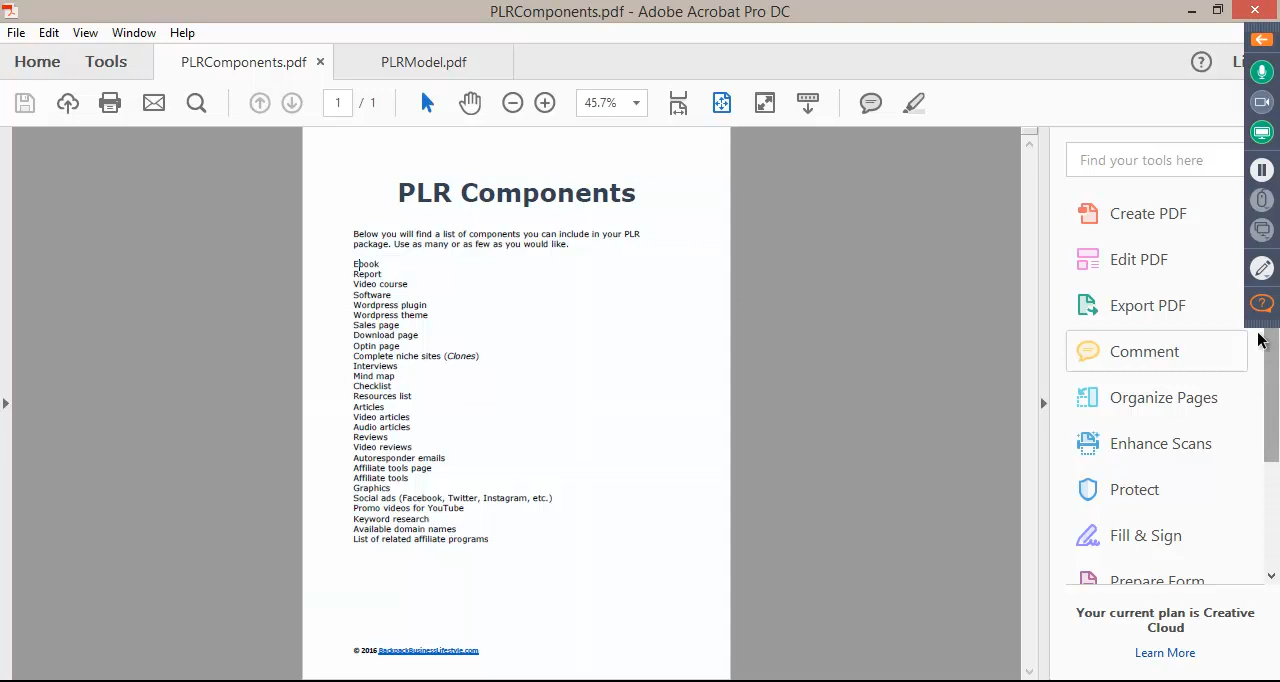 PLRComponents.pdf - Adobe Acrobat Pro DC
File Edit View Window Help
Home Tools PLRComponents.pdf × PLRModel.pdf ? Li
1 / 1 45.7%
Find your tools here
Create PDF
Edit PDF
Export PDF
Comment
Organize Pages
Enhance Scans
Protect
Fill & Sign
Prepare Form
Your current plan is Creative
Cloud
Learn More
PLR Components
Below you will find a list of components you can include in your PLR
package. Use as many or as few as you would like.
Ebook
Report
Video course
Software
Wordpress plugin
Wordpress theme
Sales page
Download page
Optin page
Complete niche sites (Clones)
Interviews
Mind map
Checklist
Resources list
Articles
Video articles
Audio articles
Reviews
Video reviews
Autoresponder emails
Affiliate tools page
Affiliate tools
Graphics
Social ads (Facebook, Twitter, Instagram, etc.)
Promo videos for YouTube
Keyword research
Available domain names
List of related affiliate programs
© 2016 BackpackBusinessLifestyle.com